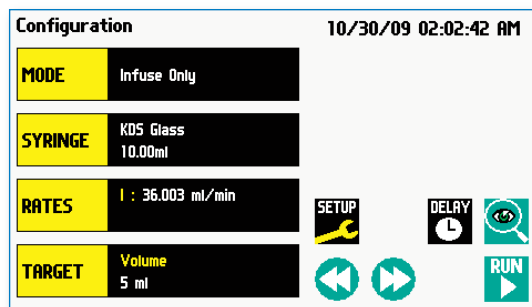 Configuration
10/30/09 02:02:42 AM
MODE
Infuse Only
SYRINGE
KDS Glass
10.00ml
RATES
I : 36.003 ml/min
TARGET
Volume
5 ml
SETUP
DELAY
RUN